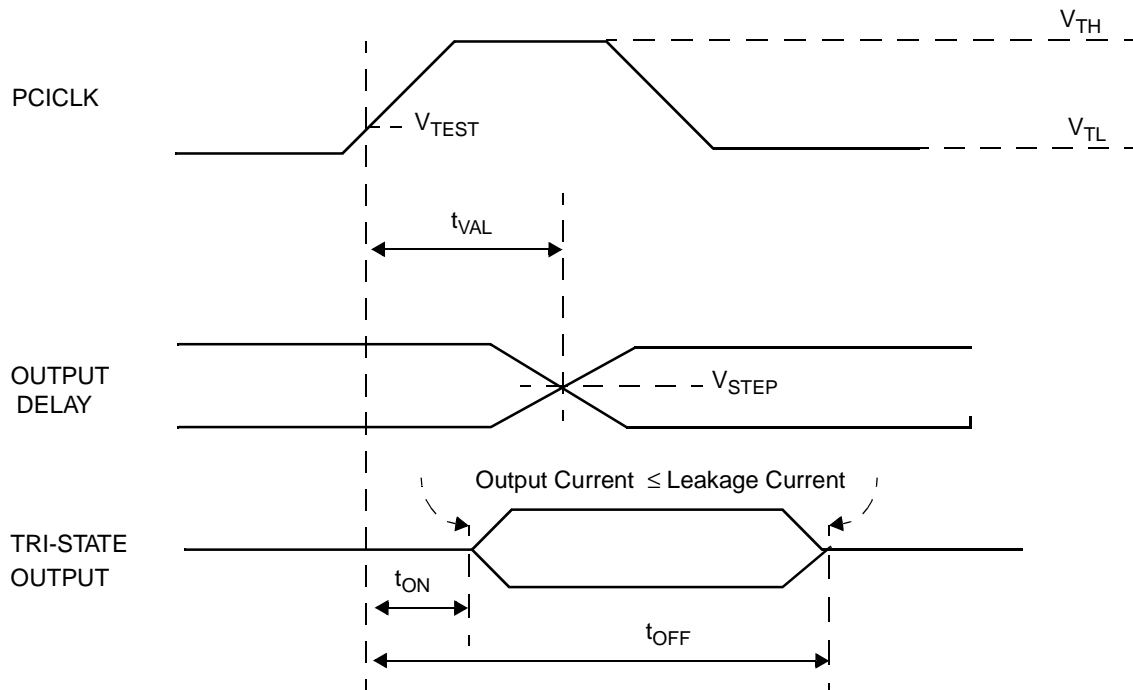 V_TH
PCICLK
V_TEST
V_TL
t_VAL
OUTPUT
DELAY
V_STEP
Output Current ≤ Leakage Current
TRI-STATE
OUTPUT
t_ON
t_OFF